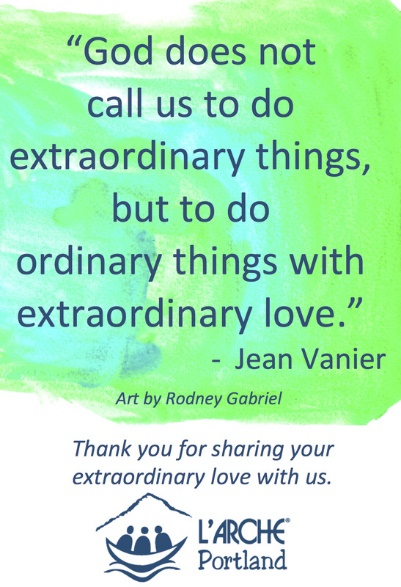 “God does not
call us to do
extraordinary things,
but to do
ordinary things with
extraordinary love.”
- Jean Vanier
Art by Rodney Gabriel
Thank you for sharing your
extraordinary love with us.
L'ARCHE®
Portland